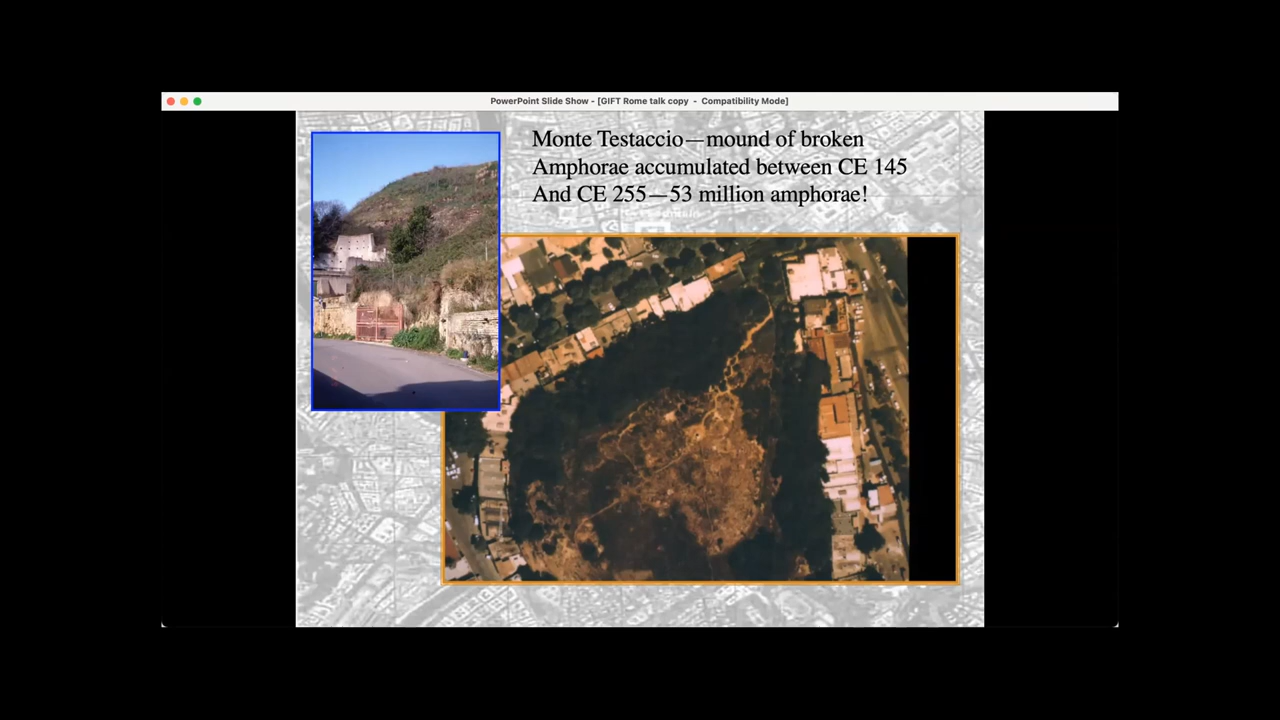 PowerPoint Slide Show - [GIFT Rome talk copy - Compatibility Mode]
Monte Testaccio—mound of broken
Amphorae accumulated between CE 145
And CE 255—53 million amphorae!